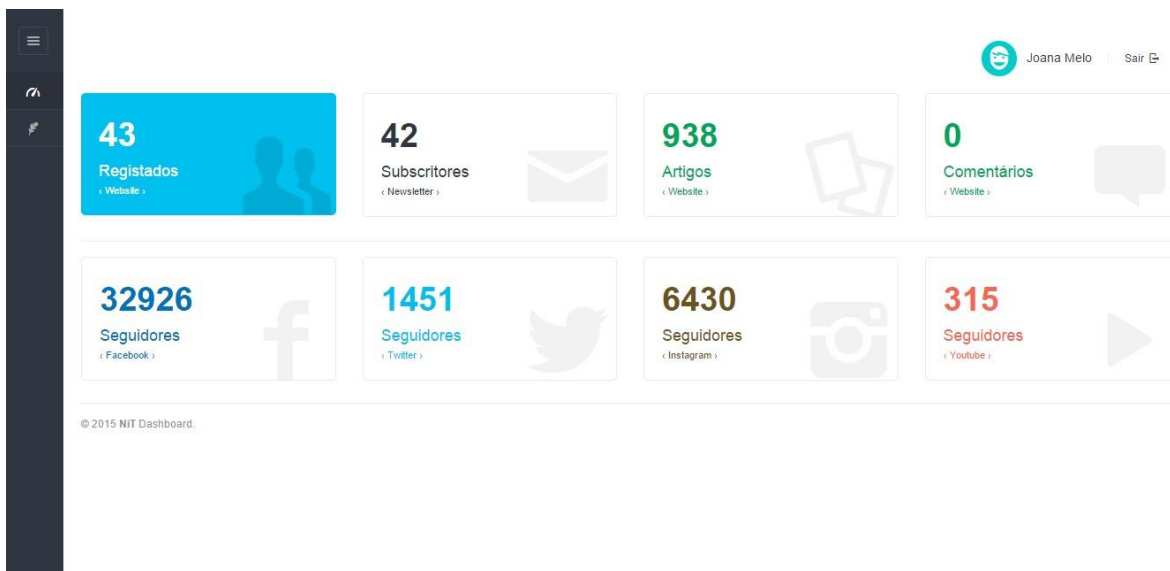 Joana Melo
Sair
43
Registados
‹ Website ›
42
Subscritores
‹ Newsletter ›
938
Artigos
‹ Website ›
0
Comentários
‹ Website ›
32926
Seguidores
‹ Facebook ›
1451
Seguidores
‹ Twitter ›
6430
Seguidores
‹ Instagram ›
315
Seguidores
‹ Youtube ›
© 2015 NiT Dashboard.